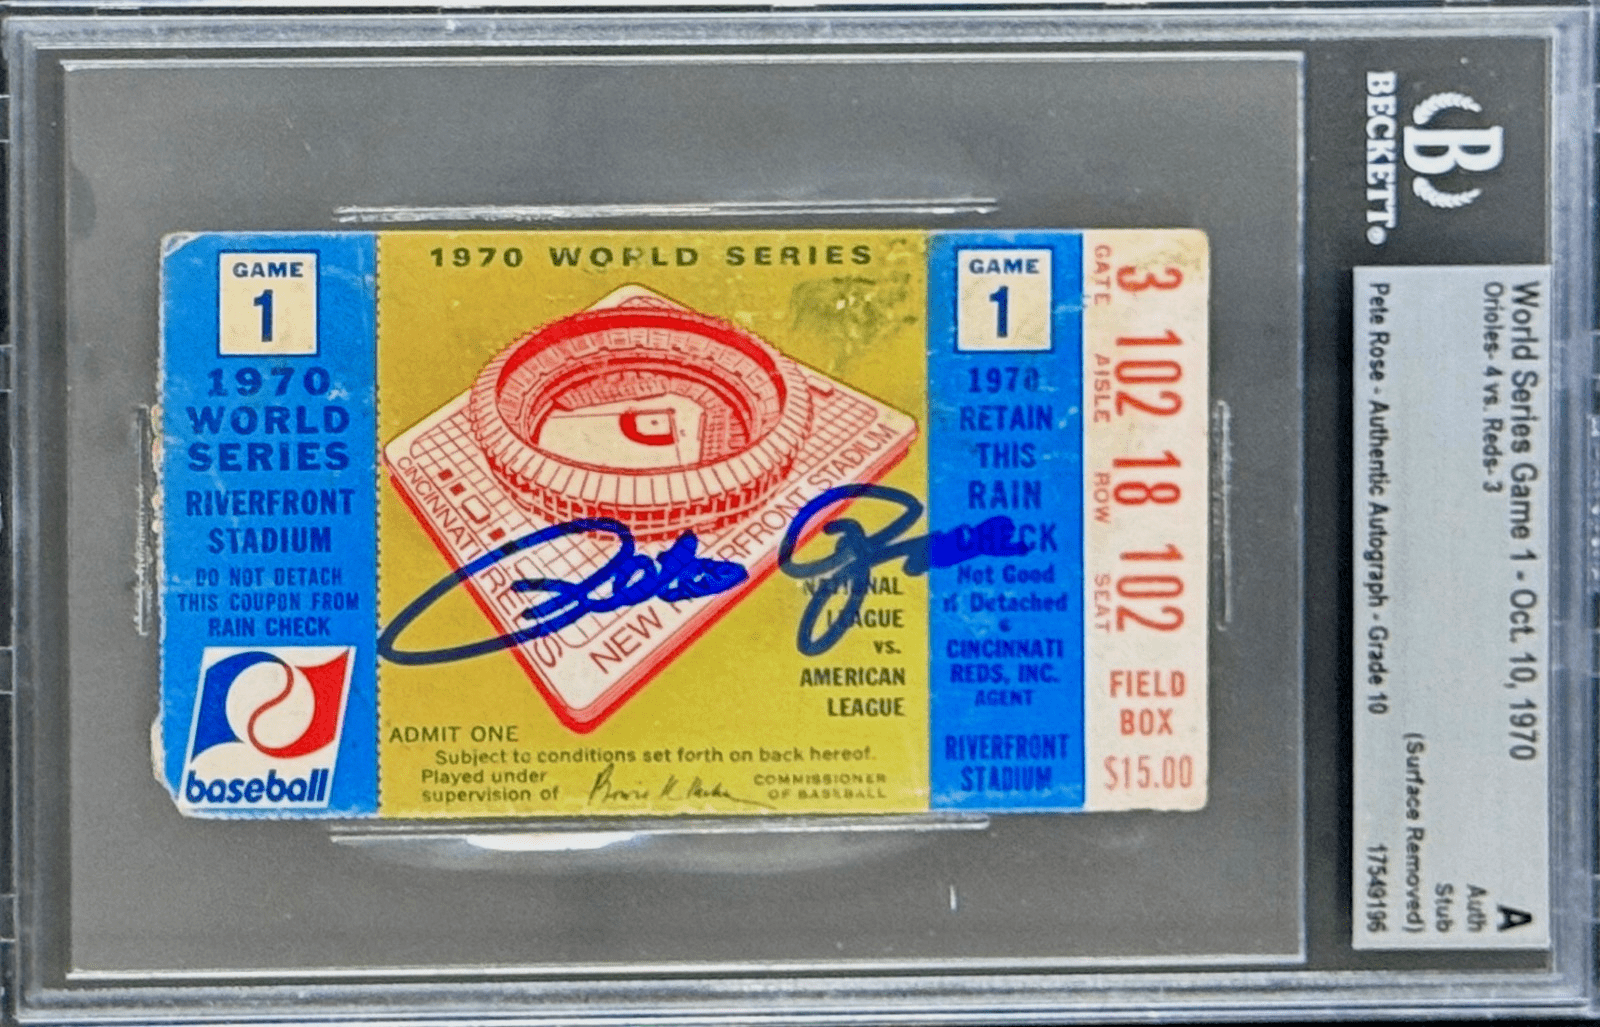 GAME
1
1970
WORLD
SERIES
RIVERFRONT
STADIUM
DO NOT DETACH
THIS COUPON FROM
RAIN CHECK
baseball
1970 WORLD SERIES
CINCINNATI REDS
NEW RIVERFRONT STADIUM
Pete Rose
NATIONAL
LEAGUE
VS.
AMERICAN
LEAGUE
ADMIT ONE
Subject to conditions set forth on back hereof.
Played under
supervision of
COMMISSIONER
OF BASEBALL
GAME
1
1970
RETAIN
THIS
RAIN
CHECK
Not Good
if Detached
CINCINNATI
REDS, INC.
AGENT
RIVERFRONT
STADIUM
GATE 3
AISLE 102
ROW 18
SEAT 102
FIELD
BOX
$15.00
B
BECKETT®
World Series Game 1 - Oct. 10, 1970
Orioles- 4 vs. Reds- 3
Pete Rose - Authentic Autograph - Grade 10
A
Auth
Stub
(Surface Removed)
17549196